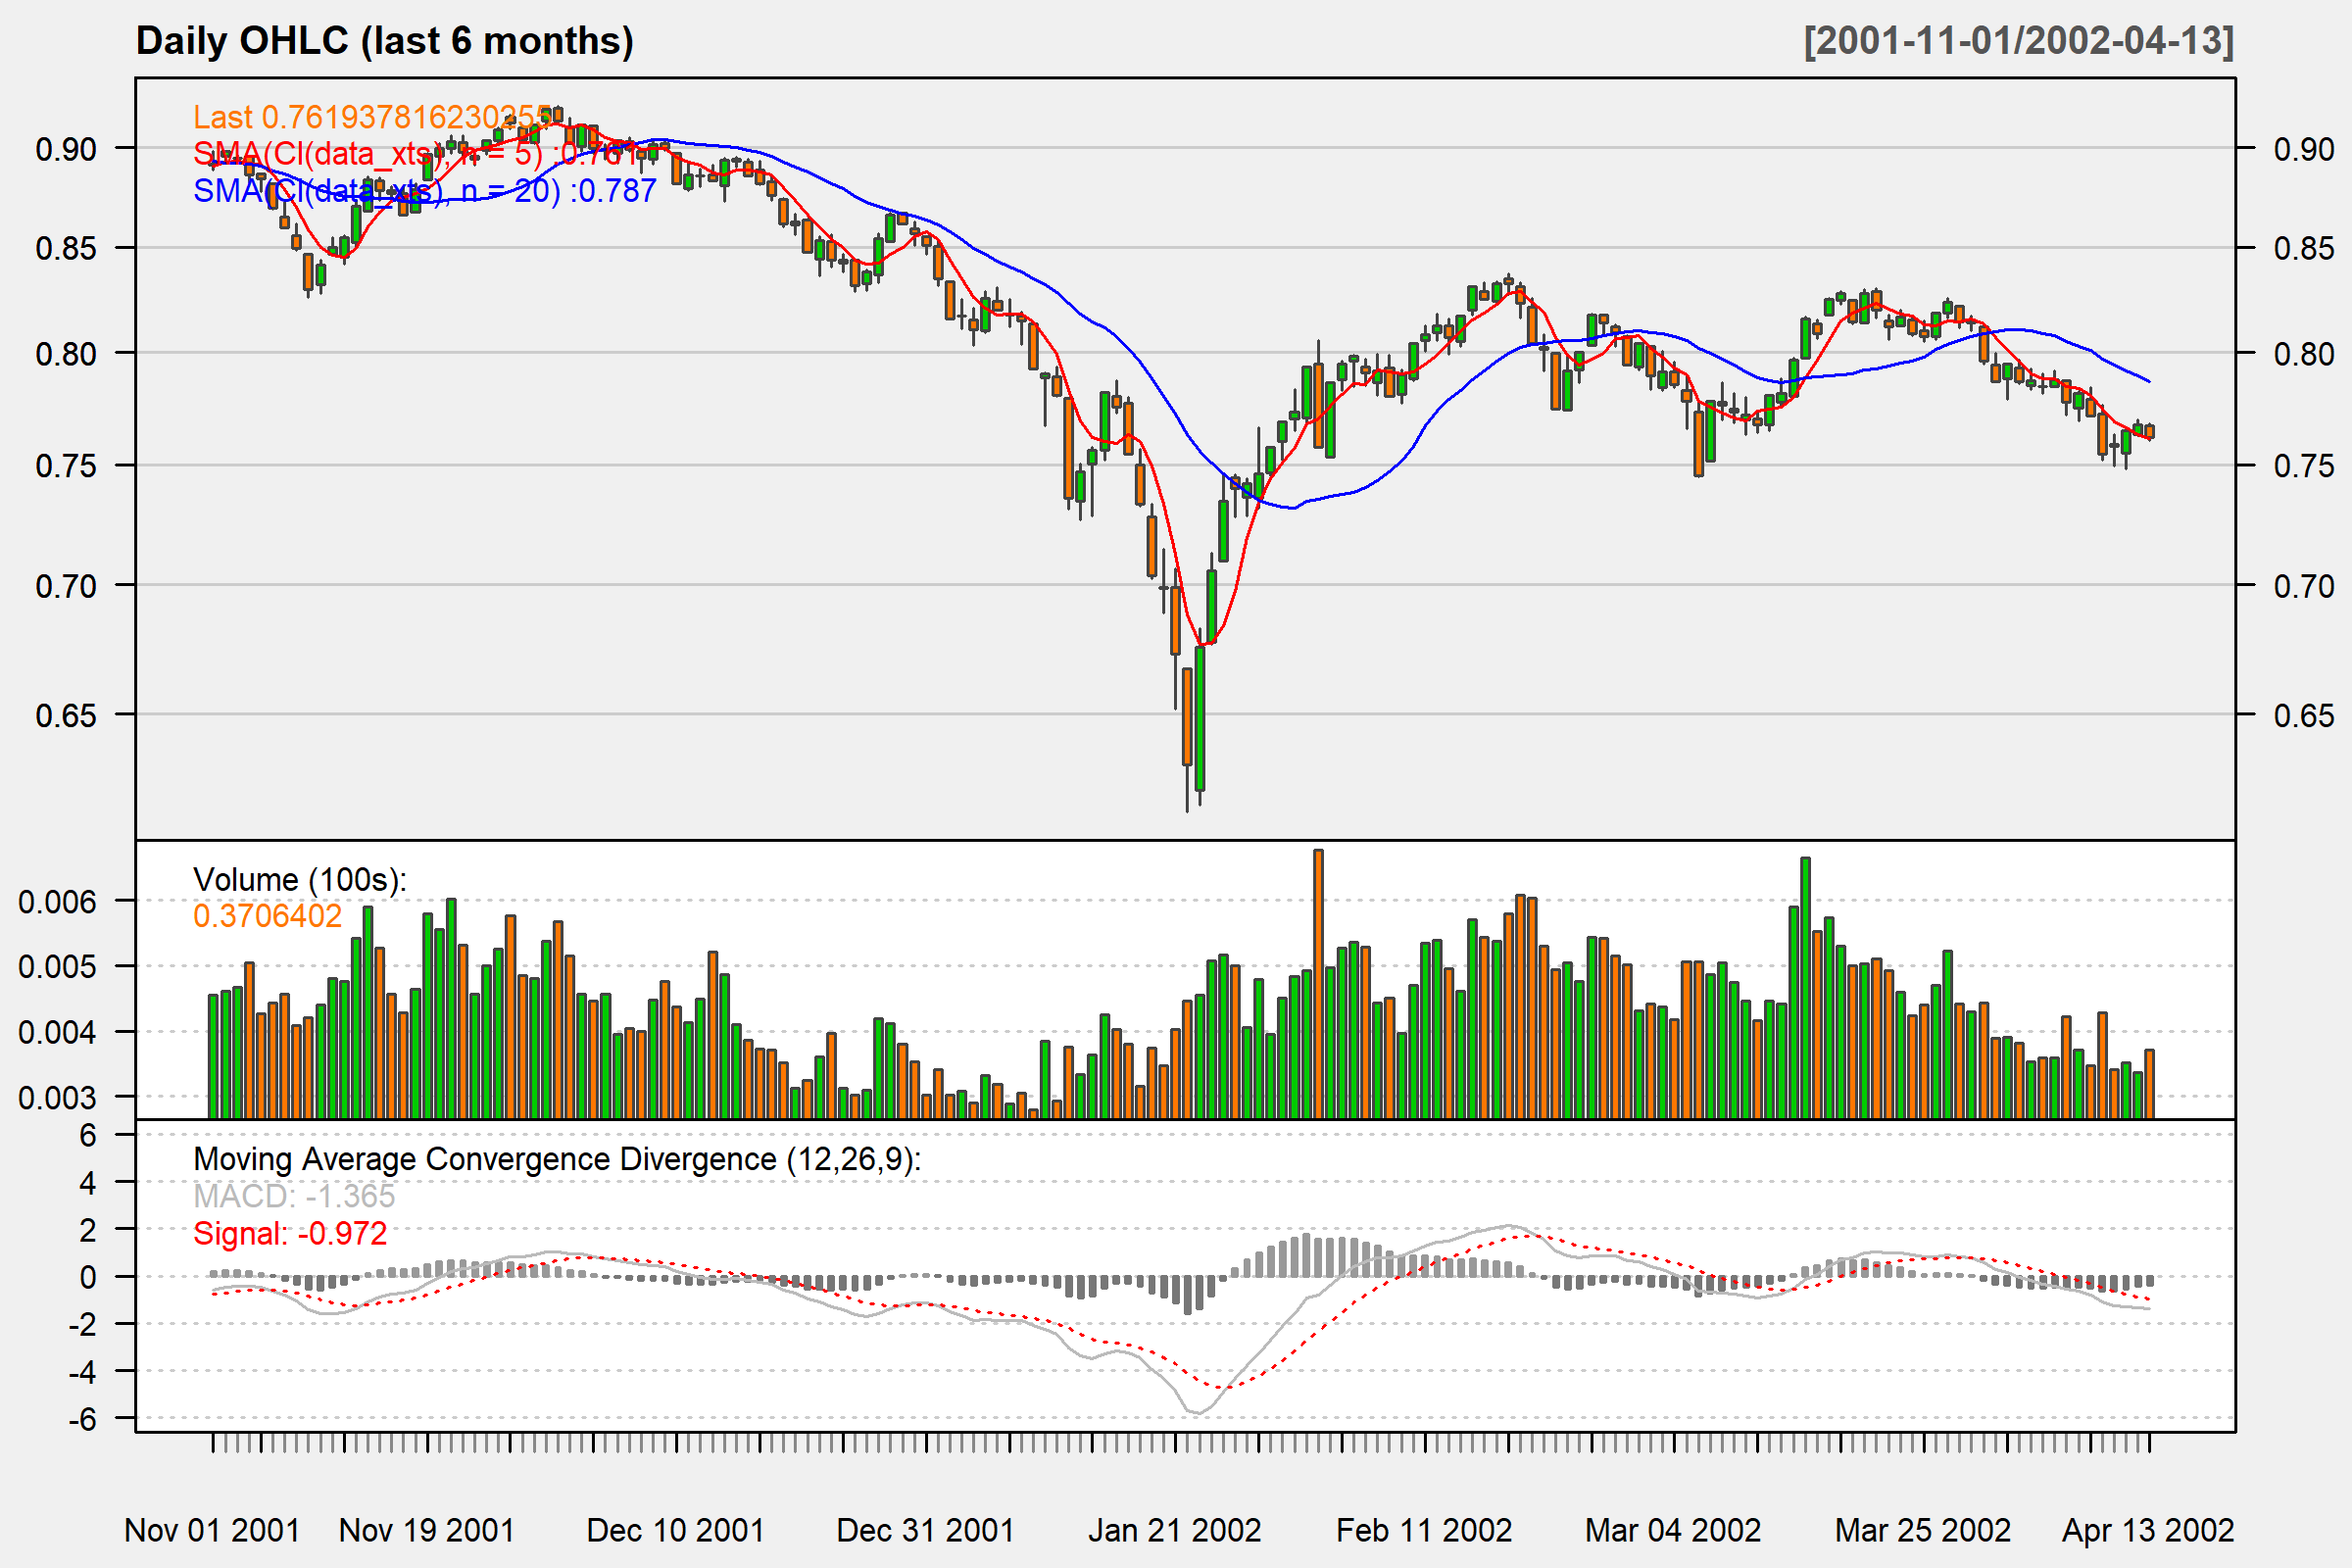 Daily OHLC (last 6 months) [2001-11-01/2002-04-13]
Last 0.761937816230255
SMA(Cl(data_xts), n = 5) :0.761
SMA(Cl(data_xts), n = 20) :0.787
0.90 0.90
0.85 0.85
0.80 0.80
0.75 0.75
0.70 0.70
0.65 0.65
Volume (100s):
0.3706402
0.006
0.005
0.004
0.003
Moving Average Convergence Divergence (12,26,9):
MACD: -1.365
Signal: -0.972
6
4
2
0
-2
-4
-6
Nov 01 2001 Nov 19 2001 Dec 10 2001 Dec 31 2001 Jan 21 2002 Feb 11 2002 Mar 04 2002 Mar 25 2002 Apr 13 2002